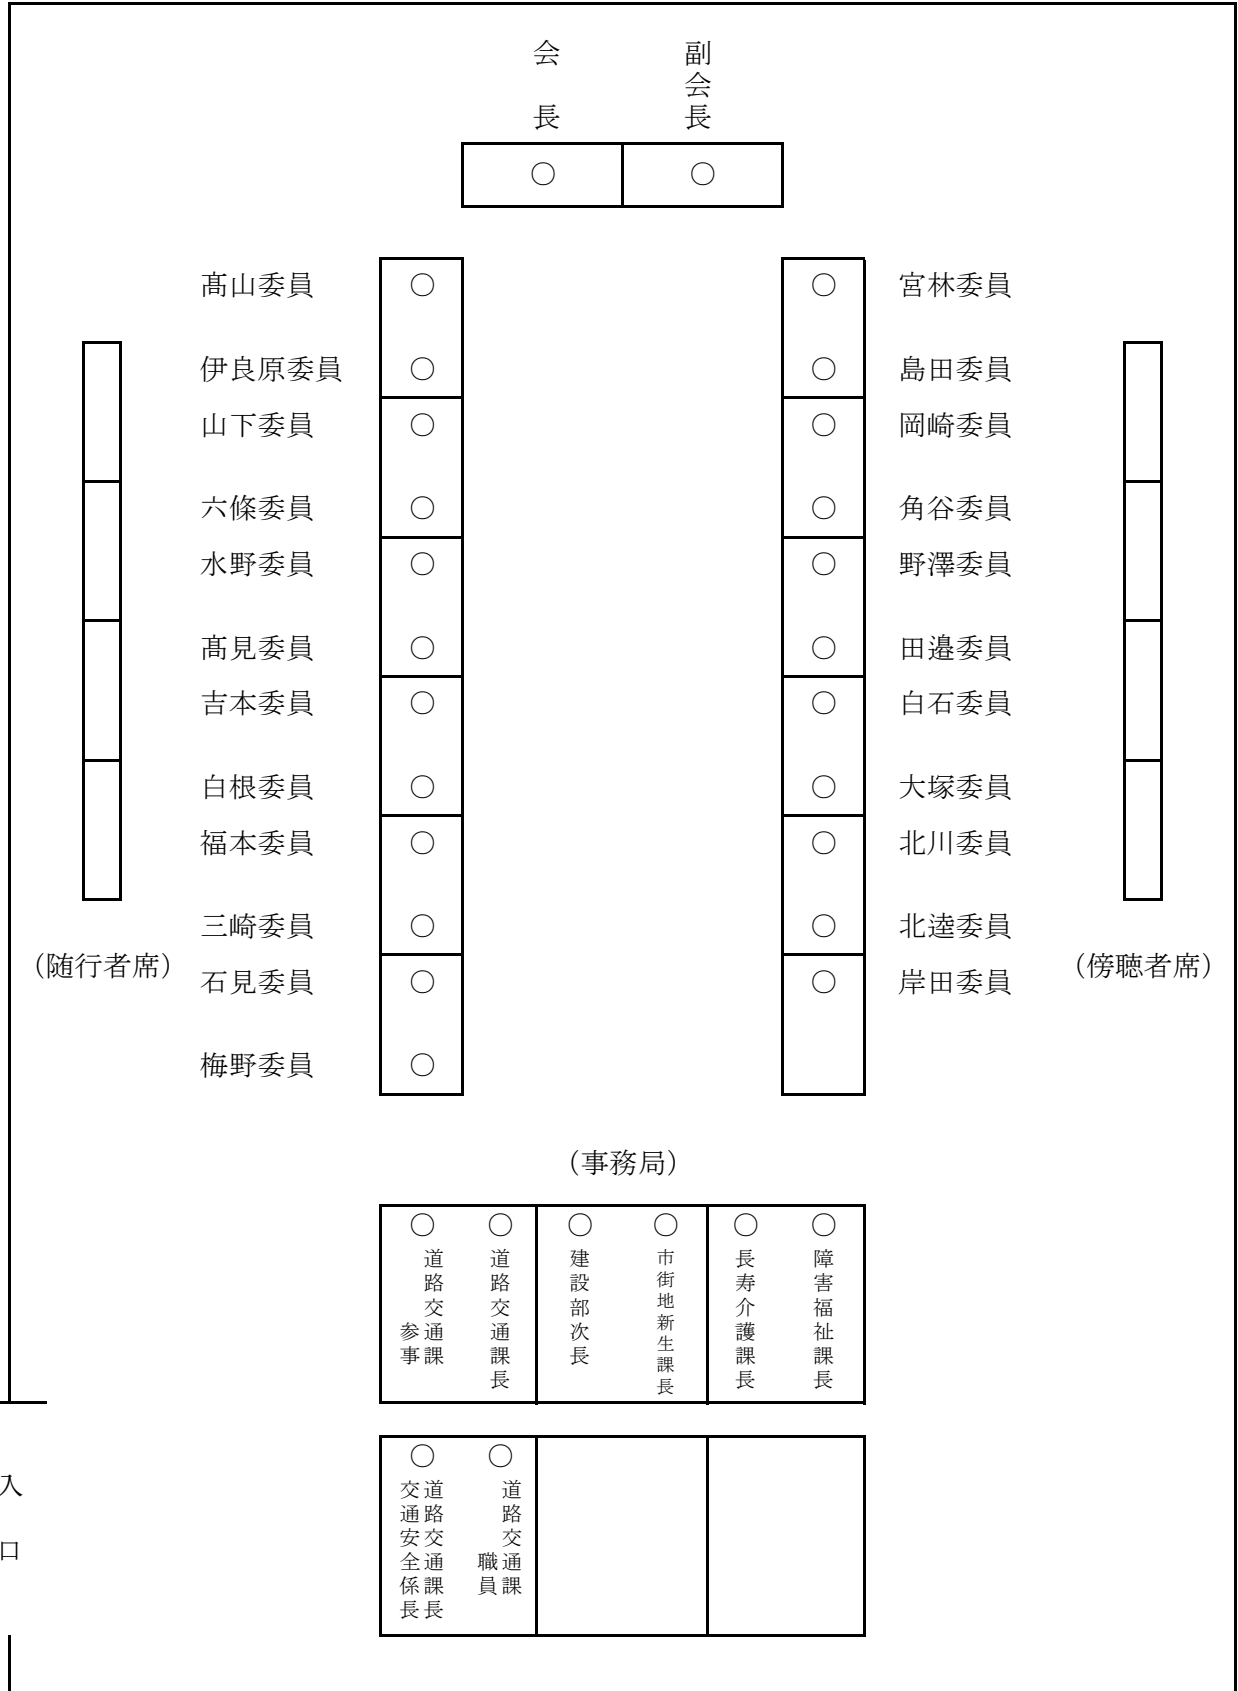 会長
副会長
○ ○
髙山委員 ○ ○ 宮林委員
伊良原委員 ○ ○ 島田委員
山下委員 ○ ○ 岡崎委員
六條委員 ○ ○ 角谷委員
水野委員 ○ ○ 野澤委員
髙見委員 ○ ○ 田邉委員
吉本委員 ○ ○ 白石委員
白根委員 ○ ○ 大塚委員
福本委員 ○ ○ 北川委員
三崎委員 ○ ○ 北逵委員
(随行者席)
(傍聴者席)
石見委員 ○ ○ 岸田委員
梅野委員 ○
(事務局)
○ ○ ○ ○ ○ ○
道路交通課
参事
道路交通課長
建設部次長
市街地新生課長
長寿介護課長
障害福祉課長
○ ○
道路交通課長
交通安全係長
道路交通課
職員
入口